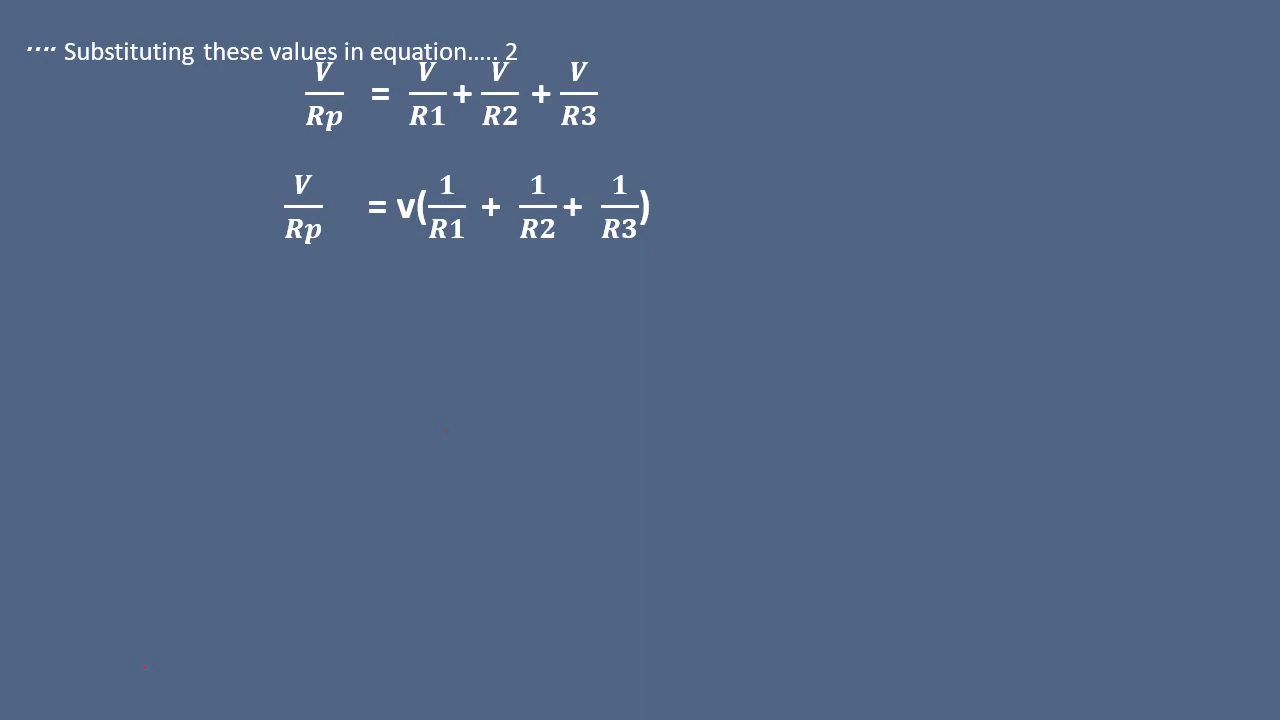 .... Substituting these values in equation..... 2
V/Rp = V/R1 + V/R2 + V/R3
V/Rp = v(1/R1 + 1/R2 + 1/R3)